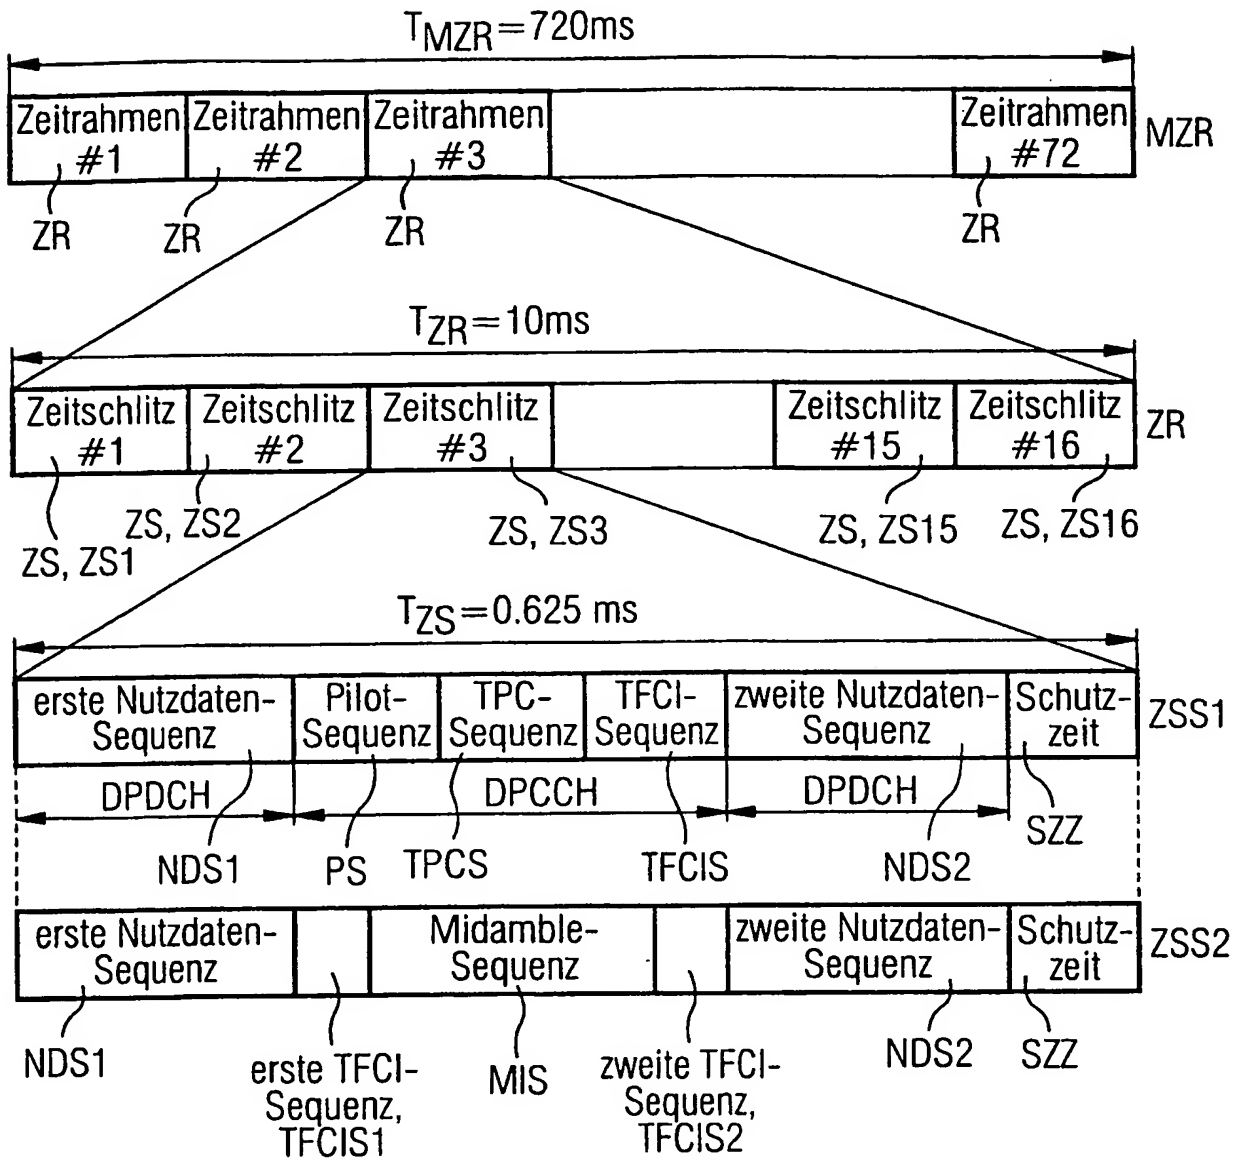 TMZR=720ms
Zeitrahmen #1
Zeitrahmen #2
Zeitrahmen #3
Zeitrahmen #72
MZR
ZR
ZR
ZR
ZR
TZR=10ms
Zeitschlitz #1
Zeitschlitz #2
Zeitschlitz #3
Zeitschlitz #15
Zeitschlitz #16
ZR
ZS, ZS1
ZS, ZS2
ZS, ZS3
ZS, ZS15
ZS, ZS16
TZS=0.625 ms
erste Nutzdaten-
Sequenz
Pilot-
Sequenz
TPC-
Sequenz
TFCI-
Sequenz
zweite Nutzdaten-
Sequenz
Schutz-
zeit
ZSS1
DPDCH
DPCCH
DPDCH
NDS1
PS
TPCS
TFCIS
NDS2
SZZ
erste Nutzdaten-
Sequenz
Midamble-
Sequenz
zweite Nutzdaten-
Sequenz
Schutz-
zeit
ZSS2
NDS1
erste TFCI-
Sequenz,
TFCIS1
MIS
zweite TFCI-
Sequenz,
TFCIS2
NDS2
SZZ